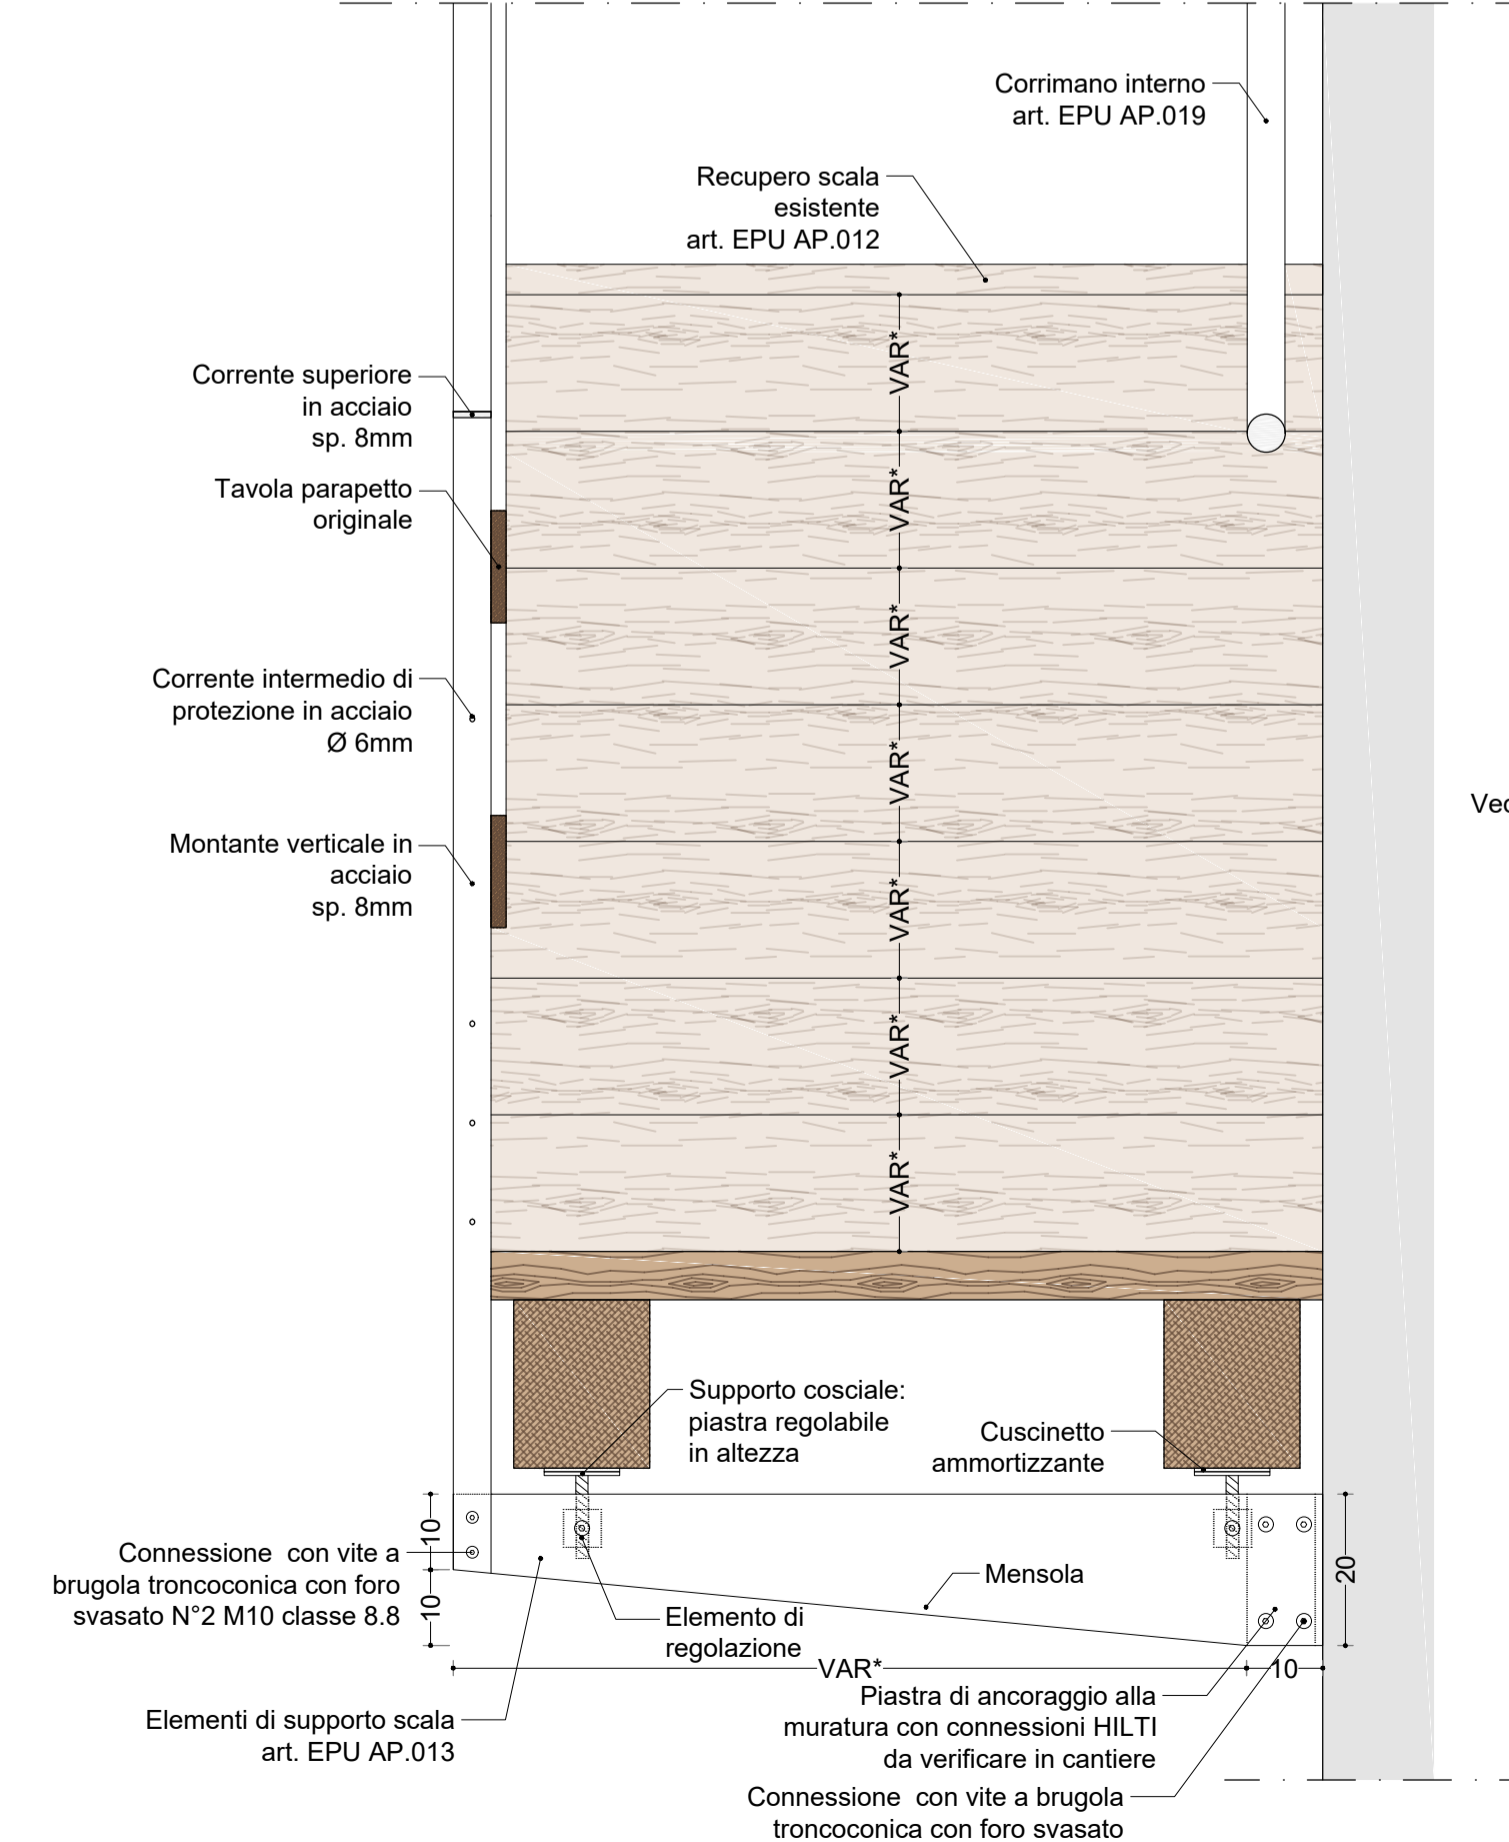 Corrimano interno
art. EPU AP.019
Recupero scala
esistente
art. EPU AP.012
VAR*
Corrente superiore
in acciaio
sp. 8mm
VAR*
Tavola parapetto
originale
VAR*
Corrente intermedio di
protezione in acciaio
Ø 6mm
VAR*
Montante verticale in
acciaio
sp. 8mm
VAR*
VAR*
VAR*
Supporto cosciale:
piastra regolabile
in altezza
Cuscinetto
ammortizzante
10
10
Connessione  con vite a
brugola troncoconica con foro
svasato N°2 M10 classe 8.8
Mensola
20
Elemento di
regolazione
VAR*
10
Elementi di supporto scala
art. EPU AP.013
Piastra di ancoraggio alla
muratura con connessioni HILTI
da verificare in cantiere
Connessione  con vite a brugola
troncoconica con foro svasato